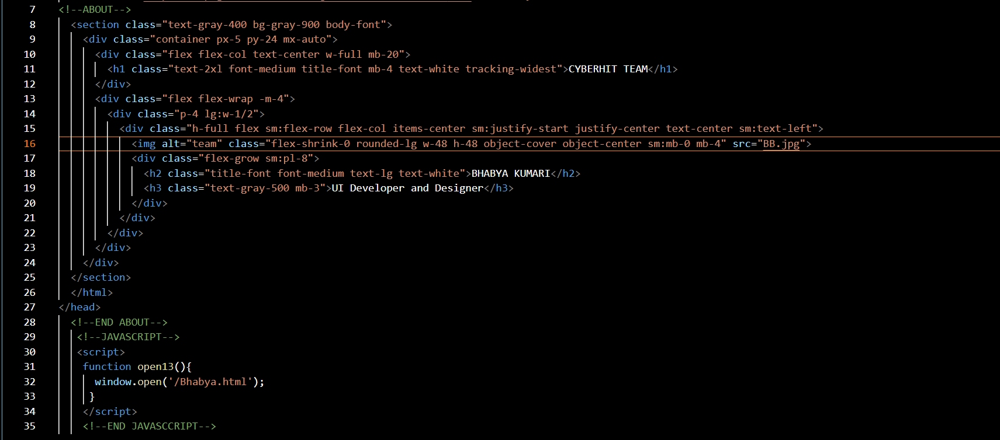 7 <!--ABOUT-->
8 <section class="text-gray-400 bg-gray-900 body-font">
9 <div class="container px-5 py-24 mx-auto">
10 <div class="flex flex-col text-center w-full mb-20">
11 <h1 class="text-2xl font-medium title-font mb-4 text-white tracking-widest">CYBERHIT TEAM</h1>
12 </div>
13 <div class="flex flex-wrap -m-4">
14 <div class="p-4 lg:w-1/2">
15 <div class="h-full flex sm:flex-row flex-col items-center sm:justify-start justify-center text-center sm:text-left">
16 <img alt="team" class="flex-shrink-0 rounded-lg w-48 h-48 object-cover object-center sm:mb-0 mb-4" src="BB.jpg">
17 <div class="flex-grow sm:pl-8">
18 <h2 class="title-font font-medium text-lg text-white">BHABYA KUMARI</h2>
19 <h3 class="text-gray-500 mb-3">UI Developer and Designer</h3>
20 </div>
21 </div>
22 </div>
23 </div>
24 </div>
25 </section>
26 </html>
27 </head>
28 <!--END ABOUT-->
29 <!--JAVASCRIPT-->
30 <script>
31 function open13(){
32 window.open('/Bhabya.html');
33 }
34 </script>
35 <!--END JAVASCCRIPT-->